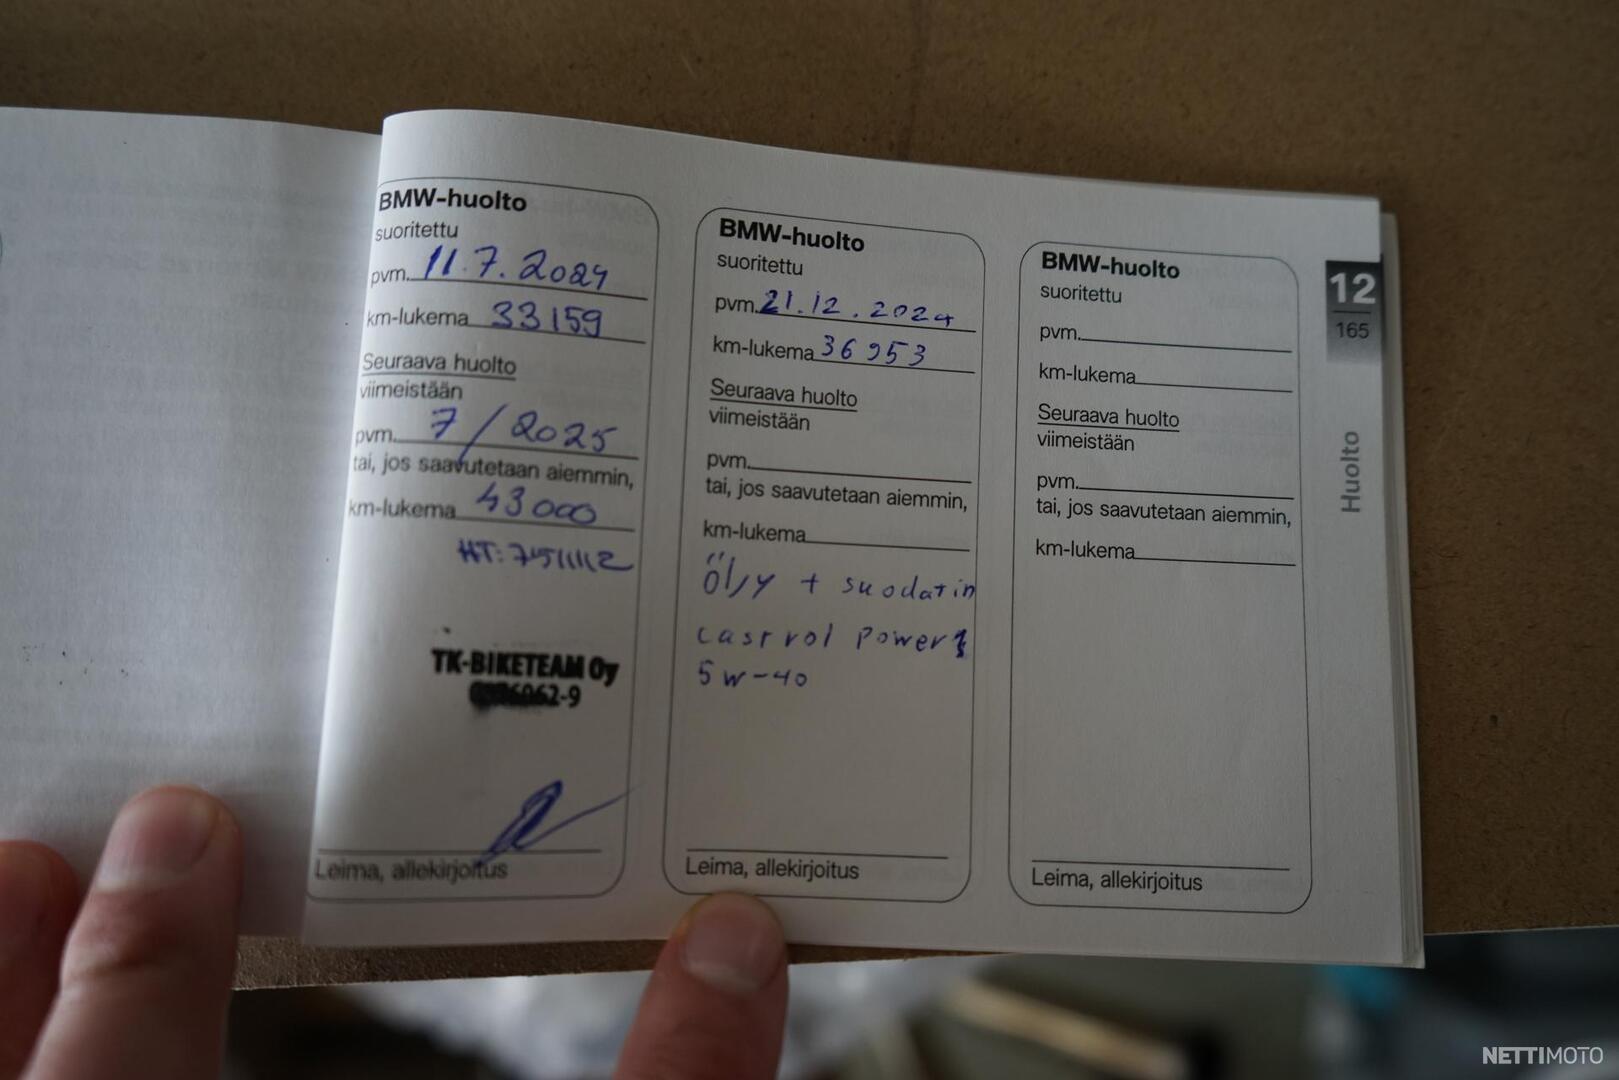 BMW-huolto
suoritettu
pvm. 11.7.2024
km-lukema 33159
Seuraava huolto
viimeistään
pvm. 7/2025
tai, jos saavutetaan aiemmin,
km-lukema 43000
HT: 7511112
TK-BIKETEAM Oy
62-9
Leima, allekirjoitus
BMW-huolto
suoritettu
pvm. 21.12.2024
km-lukema 36953
Seuraava huolto
viimeistään
pvm.
tai, jos saavutetaan aiemmin,
km-lukema
Öljy + suodatin
castrol power1
5w-40
Leima, allekirjoitus
BMW-huolto
suoritettu
pvm.
km-lukema
Seuraava huolto
viimeistään
pvm.
tai, jos saavutetaan aiemmin,
km-lukema
Leima, allekirjoitus
12
165
Huolto
NETTIMOTO